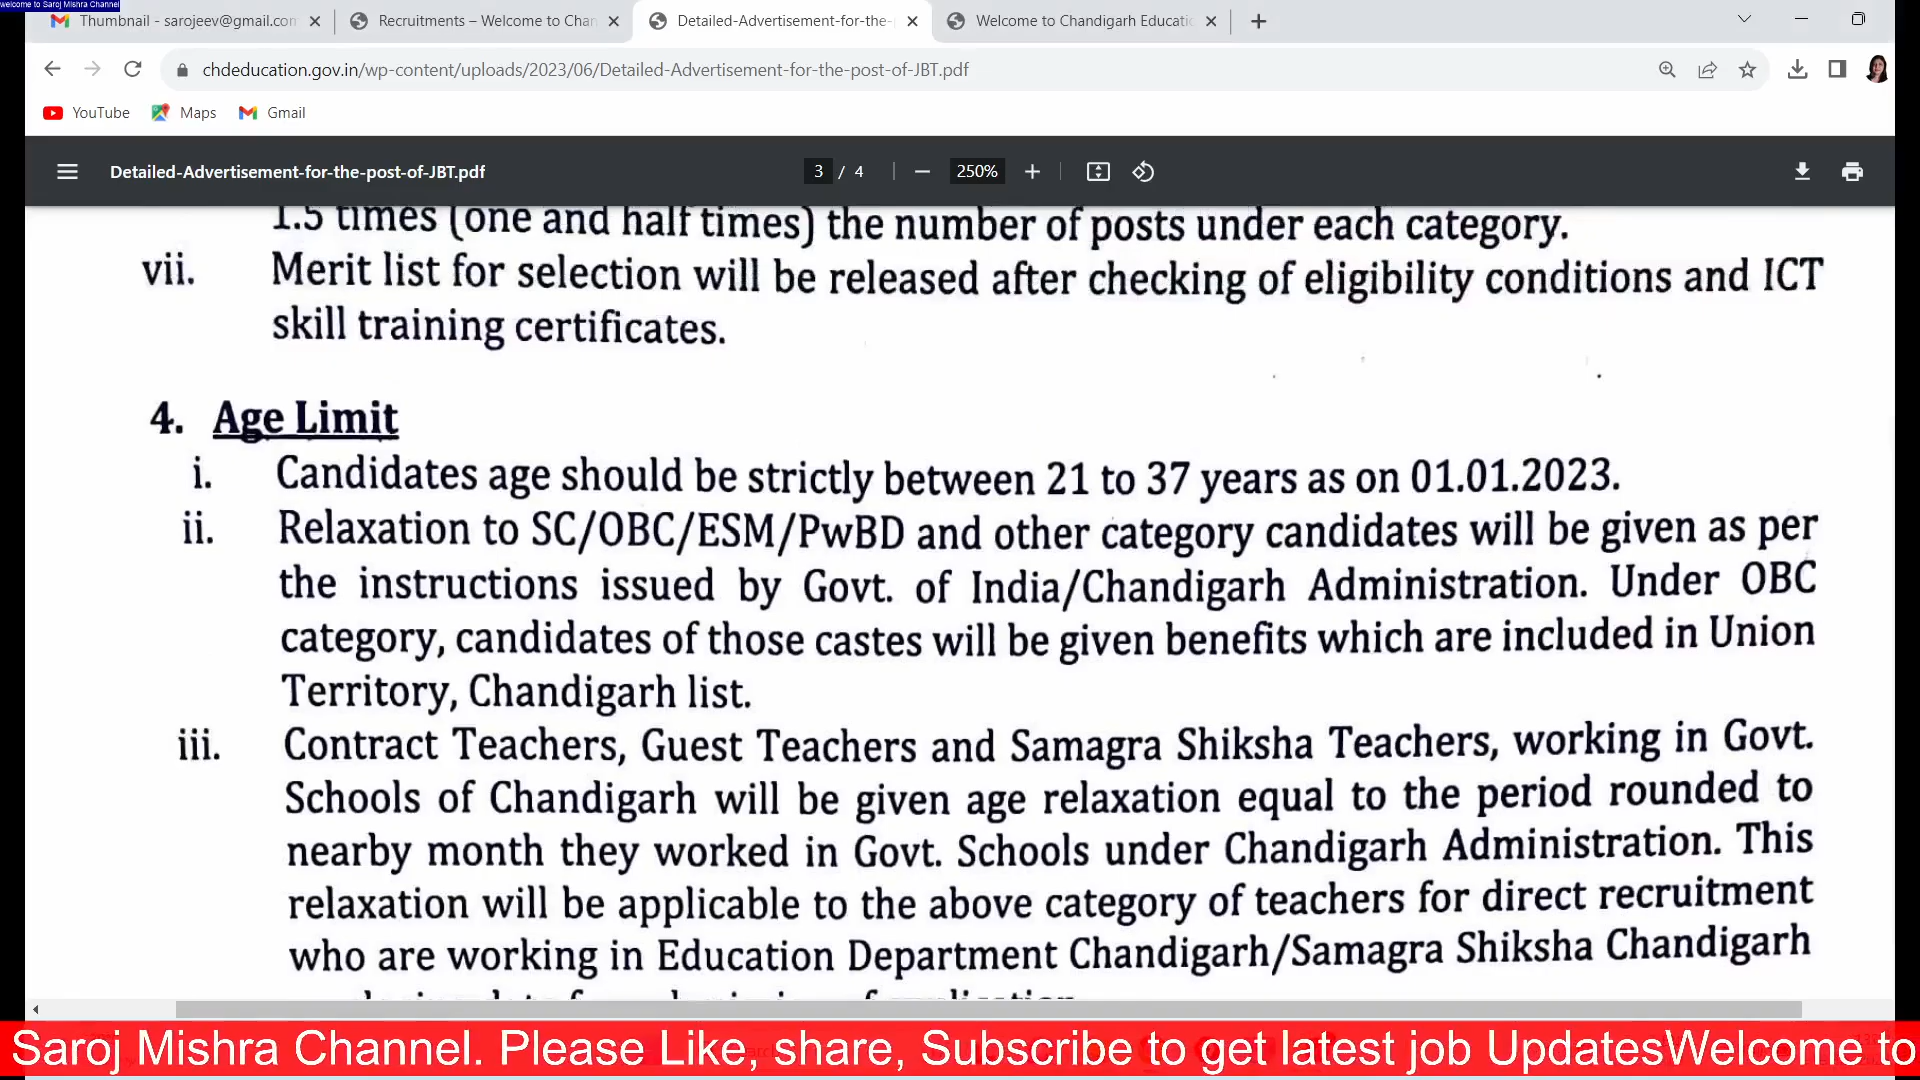 welcome to Saroj Mishra Channel
Thumbnail - sarojeev@gmail.com
Recruitments – Welcome to Chan
Detailed-Advertisement-for-the-
Welcome to Chandigarh Educati
chdeducation.gov.in/wp-content/uploads/2023/06/Detailed-Advertisement-for-the-post-of-JBT.pdf
YouTube Maps Gmail
Detailed-Advertisement-for-the-post-of-JBT.pdf 3 / 4 250%
1.5 times (one and half times) the number of posts under each category.
vii. Merit list for selection will be released after checking of eligibility conditions and ICT
skill training certificates.
4. Age Limit
i. Candidates age should be strictly between 21 to 37 years as on 01.01.2023.
ii. Relaxation to SC/OBC/ESM/PwBD and other category candidates will be given as per
the instructions issued by Govt. of India/Chandigarh Administration. Under OBC
category, candidates of those castes will be given benefits which are included in Union
Territory, Chandigarh list.
iii. Contract Teachers, Guest Teachers and Samagra Shiksha Teachers, working in Govt.
Schools of Chandigarh will be given age relaxation equal to the period rounded to
nearby month they worked in Govt. Schools under Chandigarh Administration. This
relaxation will be applicable to the above category of teachers for direct recruitment
who are working in Education Department Chandigarh/Samagra Shiksha Chandigarh
Saroj Mishra Channel. Please Like, share, Subscribe to get latest job UpdatesWelcome to